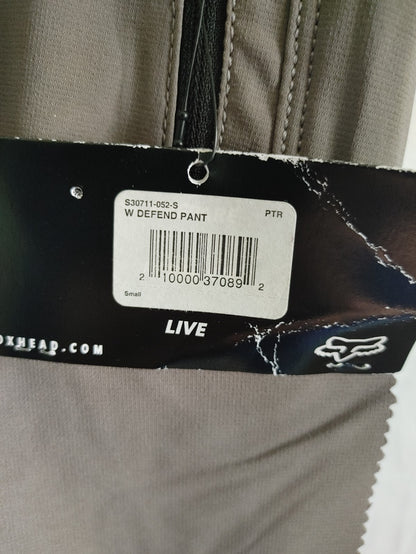 S30711-052-S
W DEFEND PANT PTR
2 10000 37089 2
Small
LIVE
OXHEAD.COM